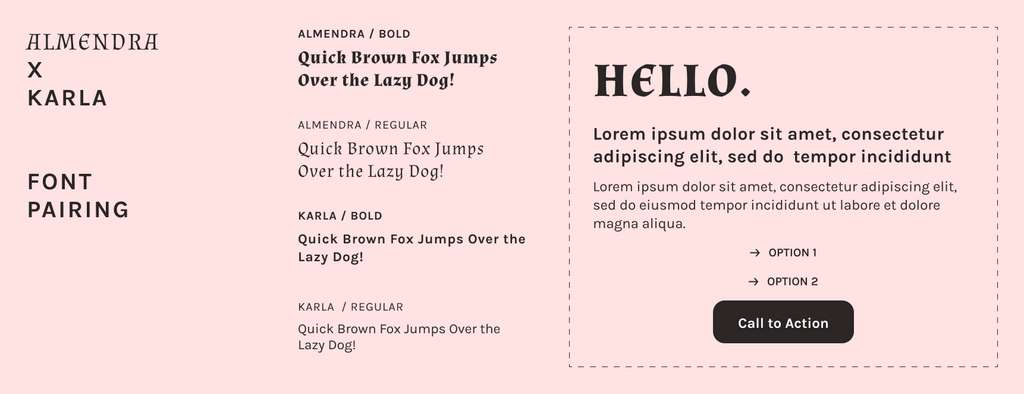 ALMENDRA
X
KARLA
FONT
PAIRING
ALMENDRA / BOLD
Quick Brown Fox Jumps
Over the Lazy Dog!
ALMENDRA / REGULAR
Quick Brown Fox Jumps
Over the Lazy Dog!
KARLA / BOLD
Quick Brown Fox Jumps Over the
Lazy Dog!
KARLA / REGULAR
Quick Brown Fox Jumps Over the
Lazy Dog!
HELLO.
Lorem ipsum dolor sit amet, consectetur
adipiscing elit, sed do tempor incididunt
Lorem ipsum dolor sit amet, consectetur adipiscing elit,
sed do eiusmod tempor incididunt ut labore et dolore
magna aliqua.
→ OPTION 1
→ OPTION 2
Call to Action